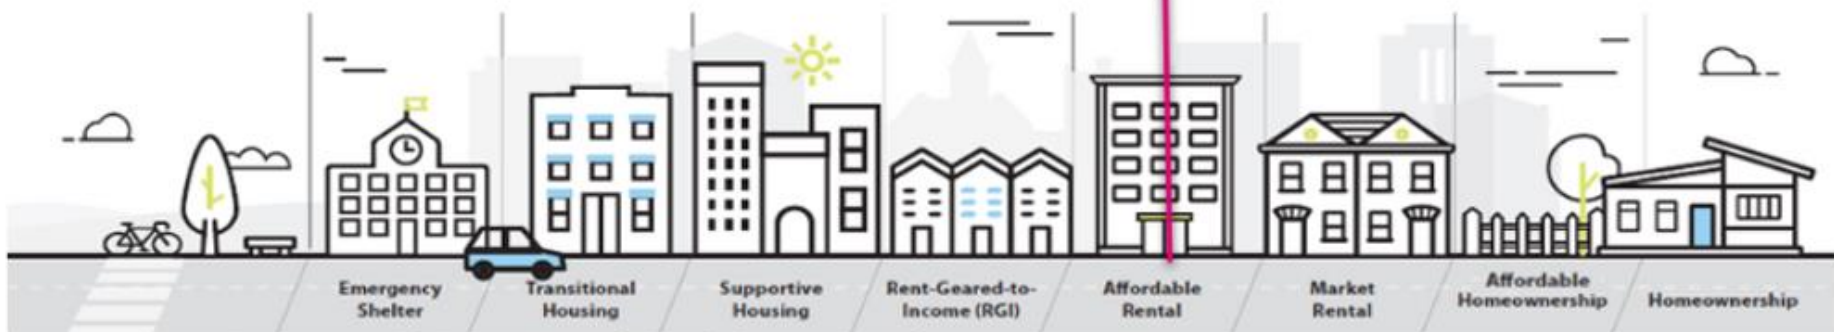 Emergency
Shelter
Transitional
Housing
Supportive
Housing
Rent-Geared-to-
Income (RGI)
Affordable
Rental
Market
Rental
Affordable
Homeownership
Homeownership